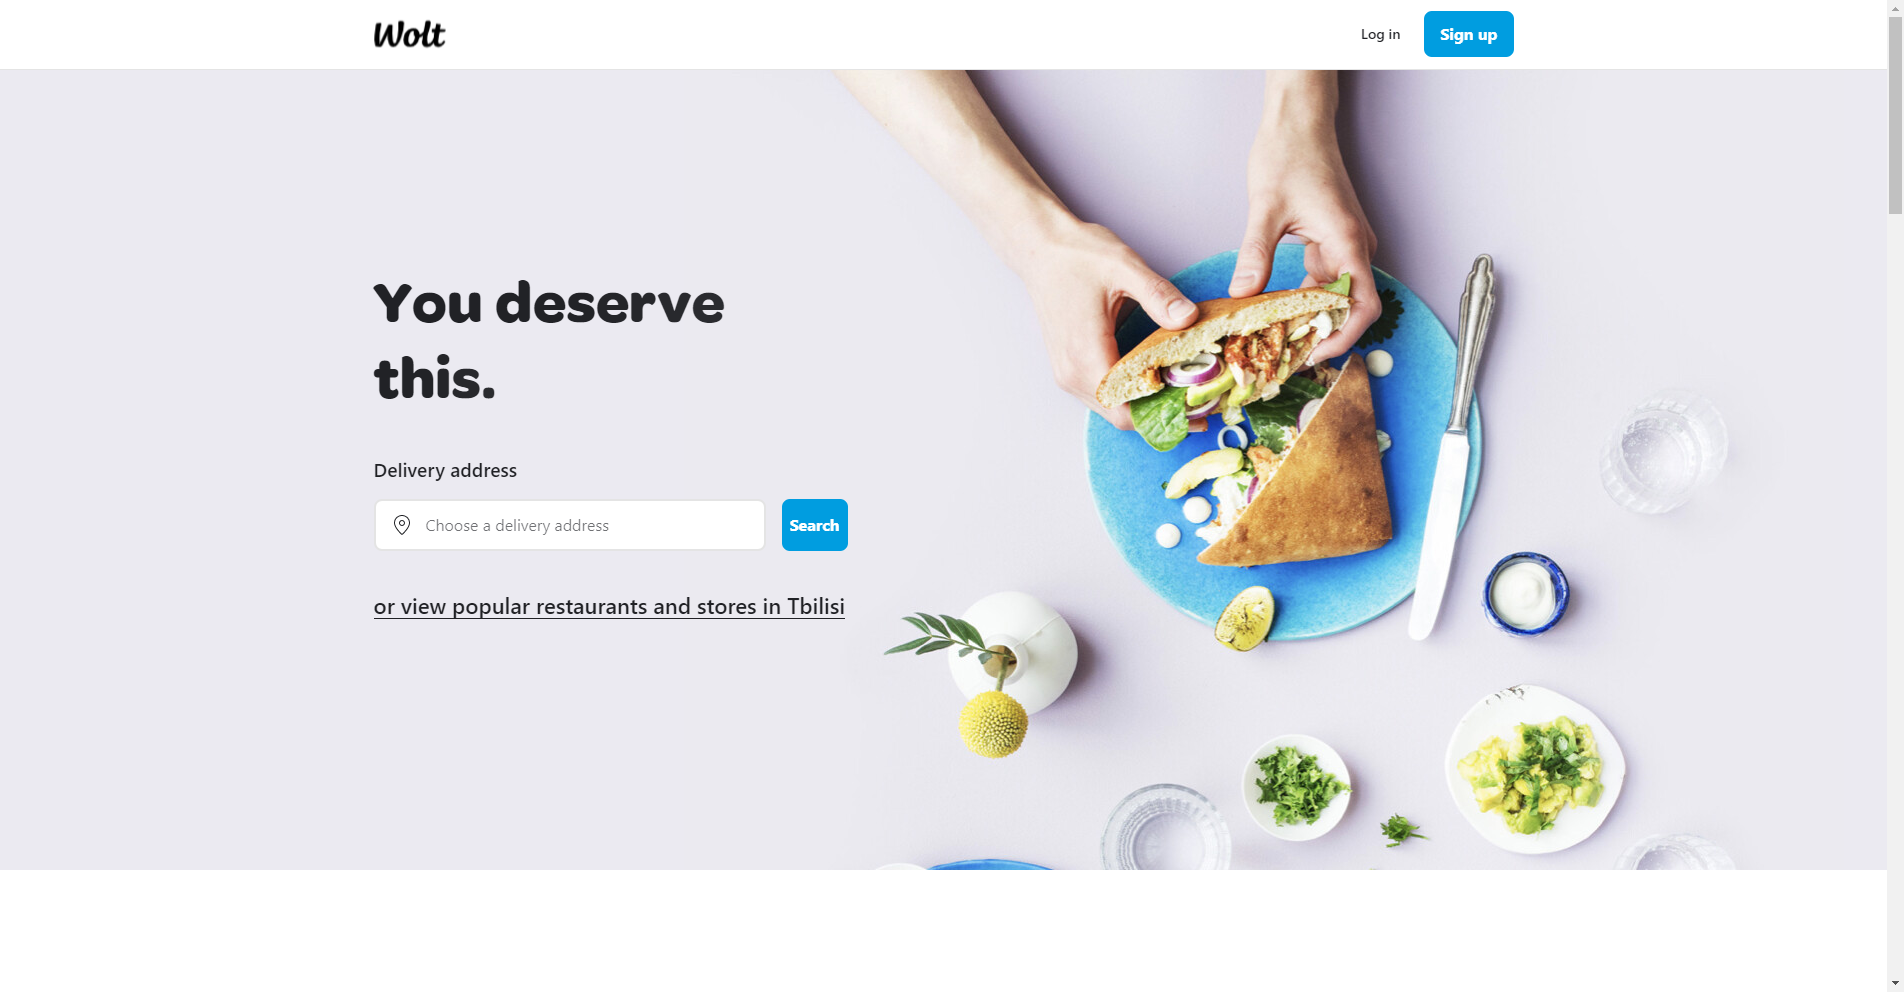 Wolt
Log in
Sign up
You deserve
this.
Delivery address
Choose a delivery address
Search
or view popular restaurants and stores in Tbilisi